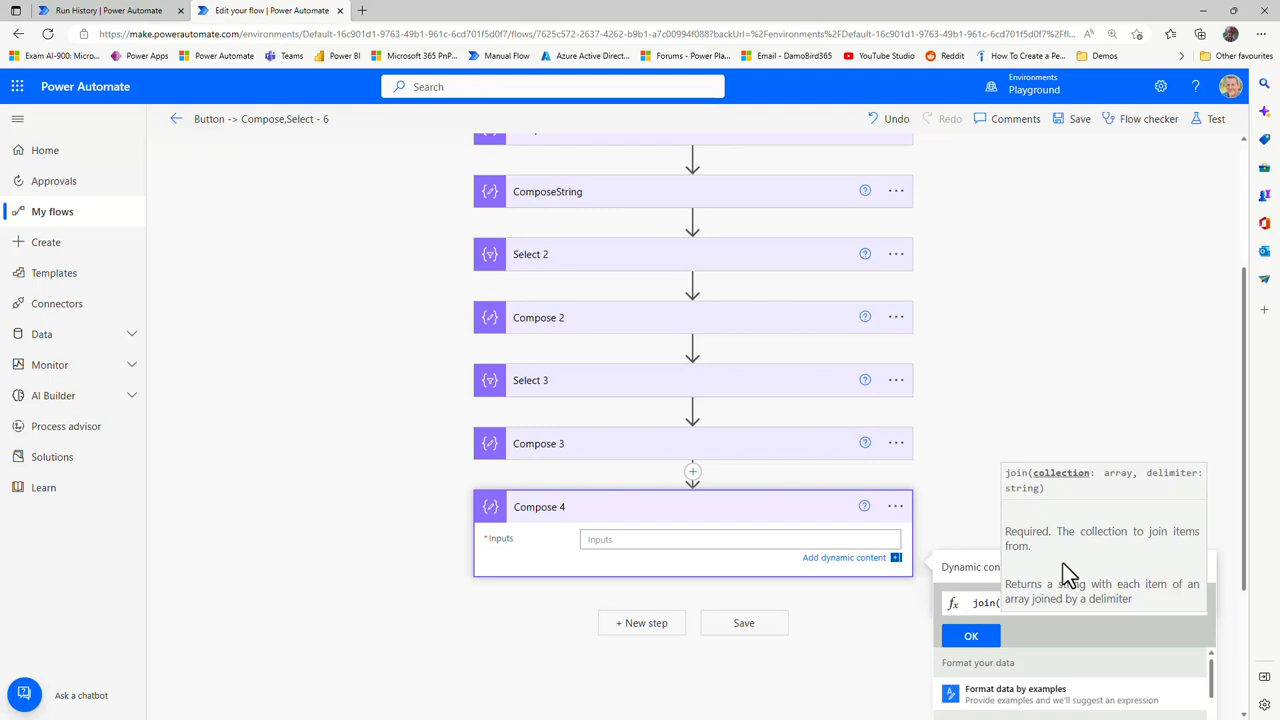 Run History | Power Automate
Edit your flow | Power Automate
https://make.powerautomate.com/environments/Default-16c901d1-9763-49b1-961c-6cd701f5d0f7/flows/7625c572-2637-4262-b9b1-a7c00994f088?backUrl=%2Fenvironments%2FDefault-16c901d1-9763-49b1-961c-6cd701f5d0f7%2Ffl...
Exam AI-900: Micro...
Power Apps
Power Automate
Teams
Power BI
Microsoft 365 PnP...
Manual Flow
Azure Active Direct...
Forums - Power Pla...
Email - DamoBird365
YouTube Studio
Reddit
How To Create a Pe...
Demos
Other favourites
Power Automate
Search
Environments
Playground
Button -> Compose,Select - 6
Undo
Redo
Comments
Save
Flow checker
Test
Home
Approvals
My flows
Create
Templates
Connectors
Data
Monitor
AI Builder
Process advisor
Solutions
Learn
Ask a chatbot
ComposeString
Select 2
Compose 2
Select 3
Compose 3
Compose 4
* Inputs
Inputs
Add dynamic content
+ New step
Save
join(collection: array, delimiter:
string)
Required. The collection to join items
from.
Returns a string with each item of an
array joined by a delimiter
Dynamic con
fx join(
OK
Format your data
Format data by examples
Provide examples and we'll suggest an expression